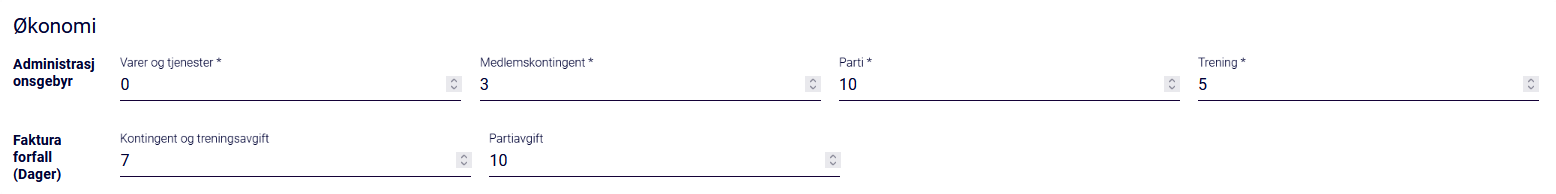 Økonomi
Administrasj
onsgebyr
Varer og tjenester *
0
Medlemskontingent *
3
Parti *
10
Trening *
5
Faktura
forfall
(Dager)
Kontingent og treningsavgift
7
Partiavgift
10